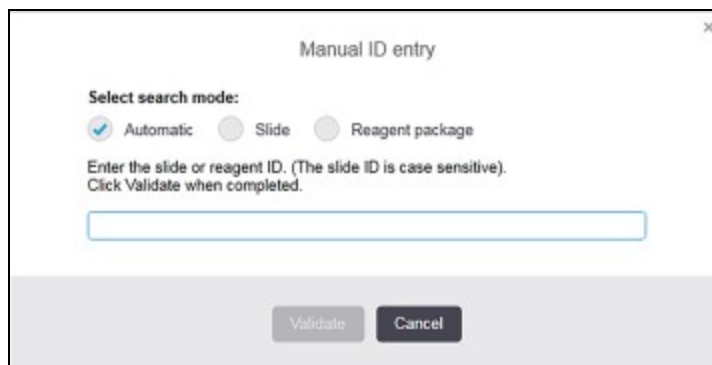 Manual ID entry
Select search mode:
Automatic Slide Reagent package
Enter the slide or reagent ID. (The slide ID is case sensitive).
Click Validate when completed.
Validate Cancel